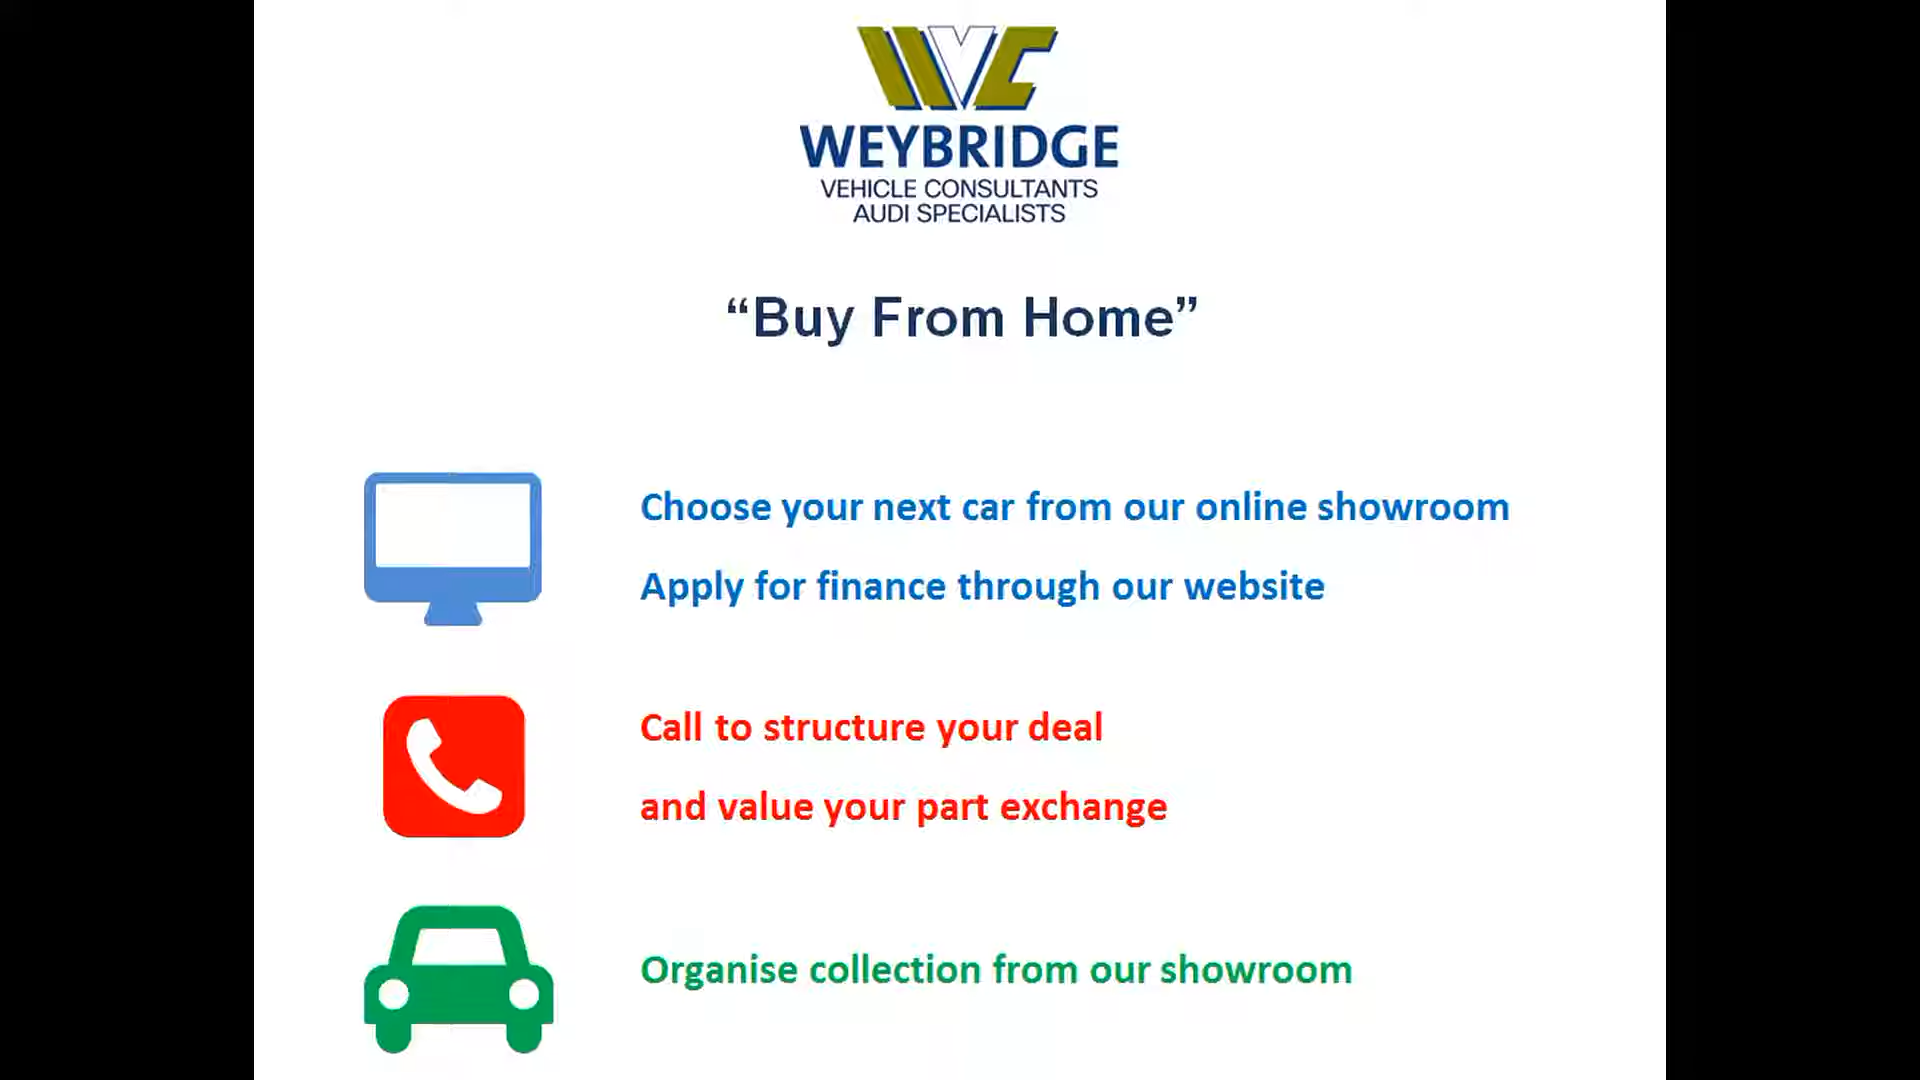 WVC
WEYBRIDGE
VEHICLE CONSULTANTS
AUDI SPECIALISTS
“Buy From Home”
Choose your next car from our online showroom
Apply for finance through our website
Call to structure your deal
and value your part exchange
Organise collection from our showroom